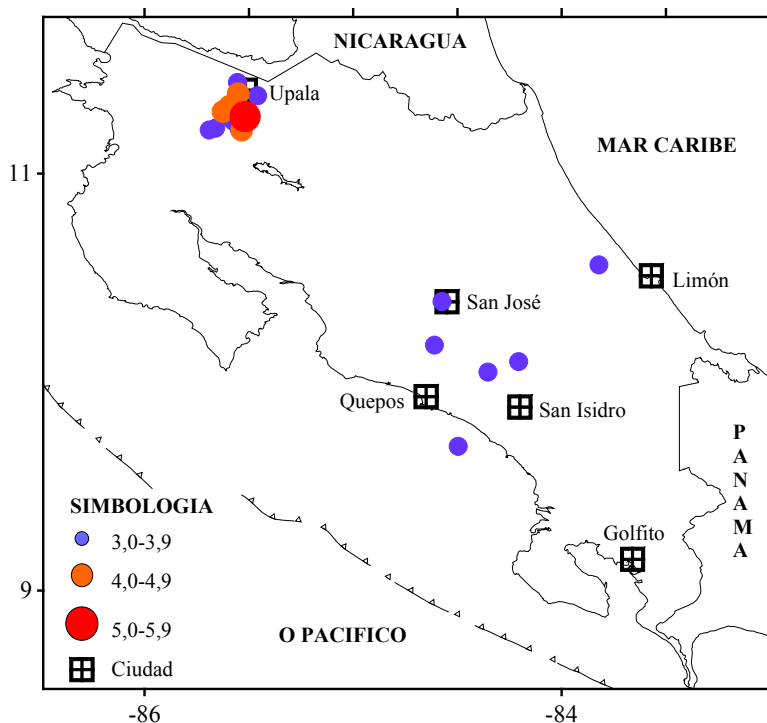 NICARAGUA
Upala
MAR CARIBE
11
Limón
San José
Quepos
San Isidro
PANAMA
SIMBOLOGIA
3,0-3,9
Golfito
4,0-4,9
9
5,0-5,9
O PACIFICO
Ciudad
-86
-84